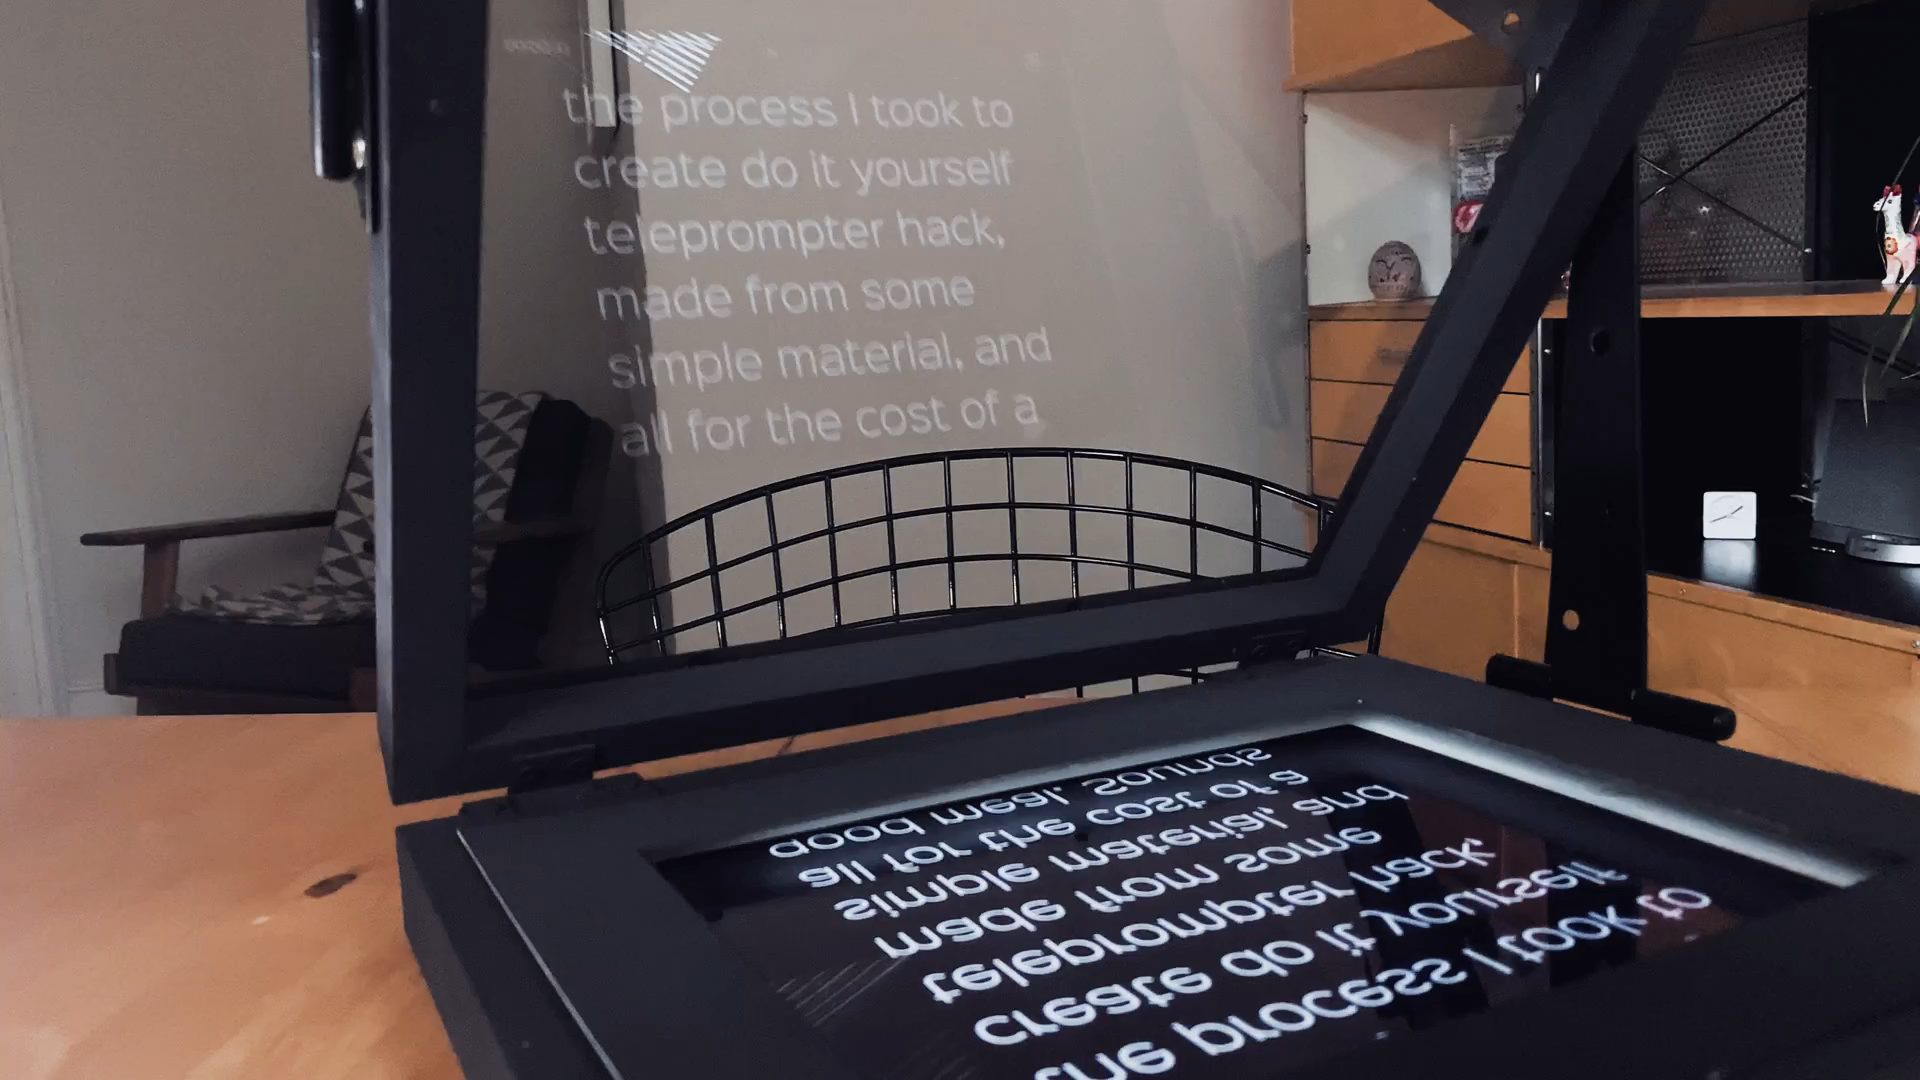 the process I took to
create do it yourself
teleprompter hack,
made from some
simple material, and
all for the cost of a
good meal. Sounds
all for the cost of a
simple material, and
made from some
teleprompter hack,
create do it yourself
the process I took to